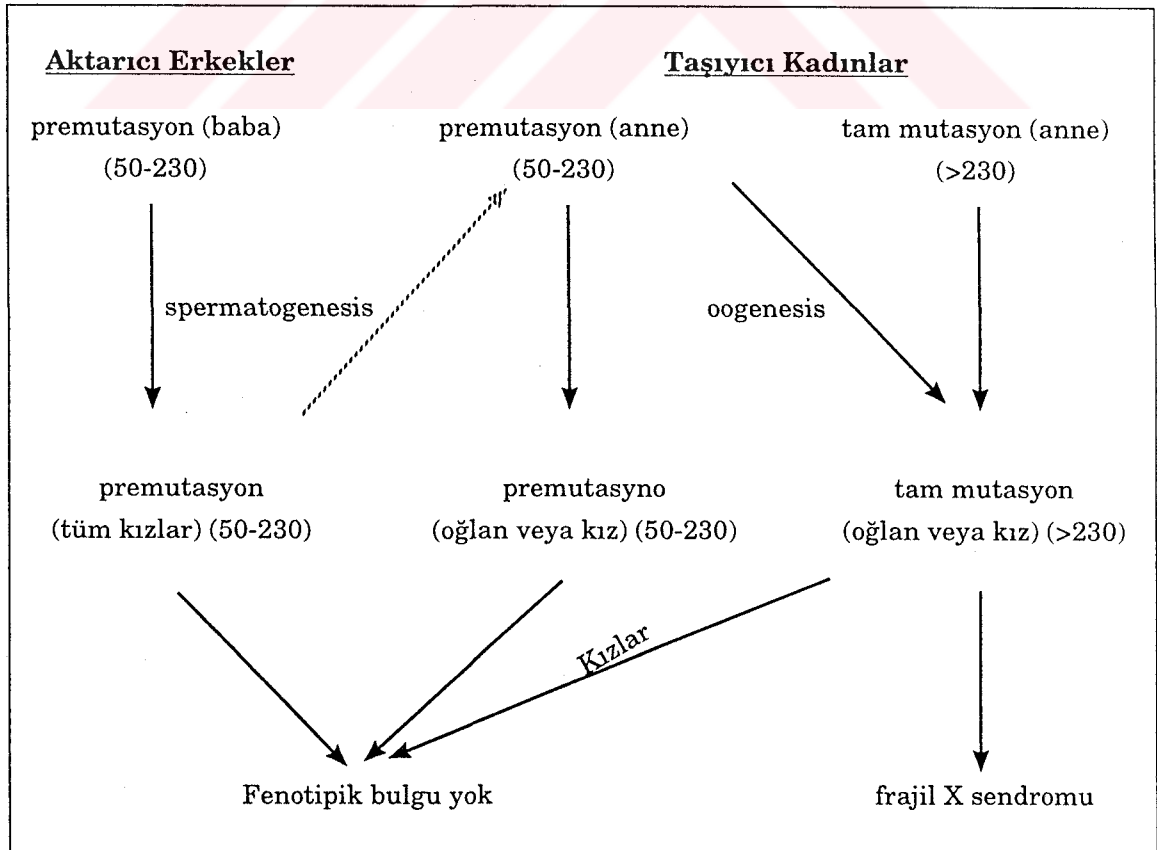 Aktarıcı Erkekler
Taşıyıcı Kadınlar
premutasyon (baba)
(50-230)
premutasyon (anne)
(50-230)
tam mutasyon (anne)
(>230)
spermatogenesis
oogenesis
premutasyon
(tüm kızlar) (50-230)
premutasyno
(oğlan veya kız) (50-230)
tam mutasyon
(oğlan veya kız) (>230)
Kızlar
Fenotipik bulgu yok
frajil X sendromu